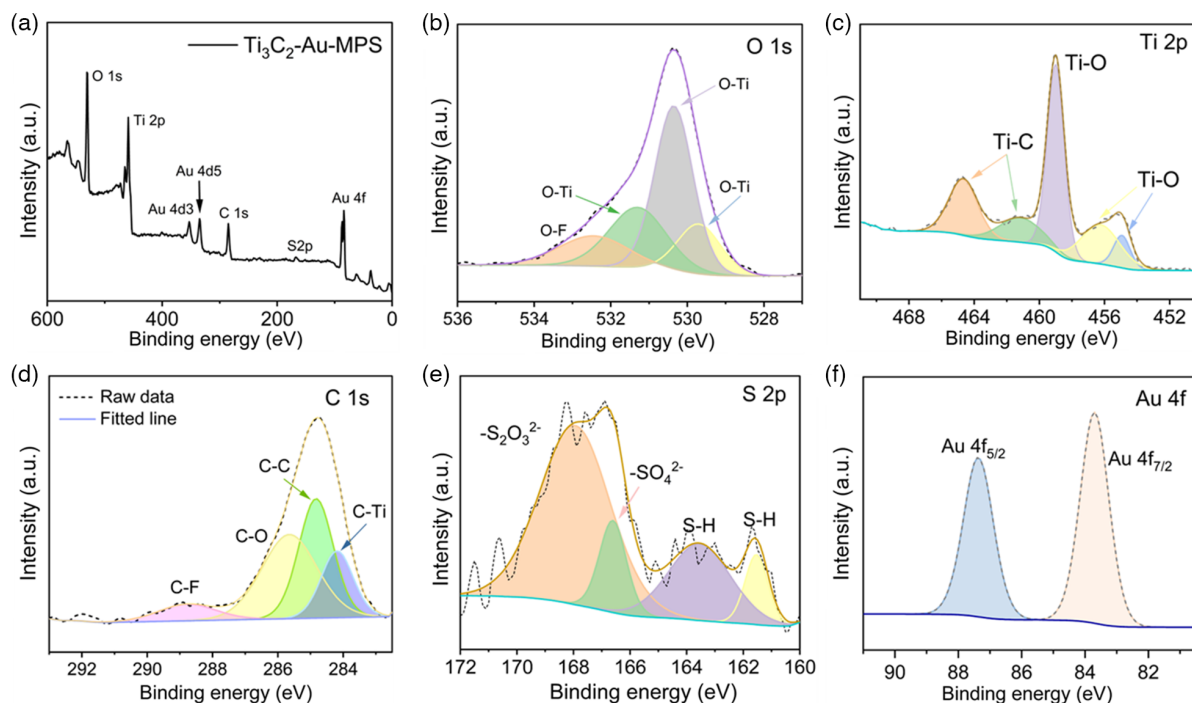 (a)
Ti₃C₂-Au-MPS
O 1s
Ti 2p
Au 4d5
Au 4d3
C 1s
S2p
Au 4f
Intensity (a.u.)
600 400 200 0
Binding energy (eV)
(b)
O 1s
O-Ti
O-Ti
O-Ti
O-F
Intensity (a.u.)
536 534 532 530 528
Binding energy (eV)
(c)
Ti 2p
Ti-O
Ti-C
Ti-O
Intensity (a.u.)
468 464 460 456 452
Binding energy (eV)
(d)
Raw data
Fitted line
C 1s
C-C
C-O
C-Ti
C-F
Intensity (a.u.)
292 290 288 286 284
Binding energy (eV)
(e)
S 2p
-S₂O₃²⁻
-SO₄²⁻
S-H
S-H
Intensity (a.u.)
172 170 168 166 164 162 160
Binding energy (eV)
(f)
Au 4f
Au 4f₅/₂
Au 4f₇/₂
Intensity (a.u.)
90 88 86 84 82
Binding energy (eV)